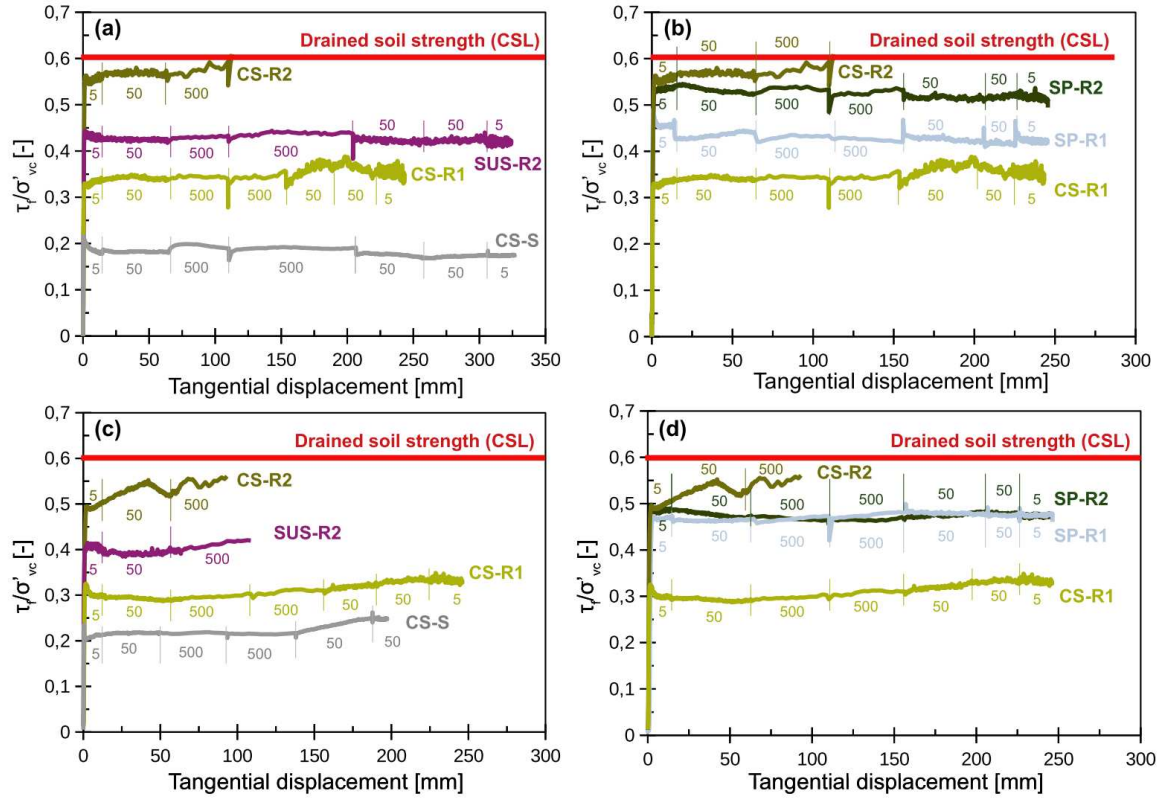 (a)
Drained soil strength (CSL)
0,7
0,6
0,5
0,4
0,3
0,2
0,1
0
τf/σ'vc [-]
CS-R2
5 50 500
SUS-R2
5 50 500 500 50 50 5
CS-R1
5 50 500 500 50 50 5
CS-S
5 50 500 500 50 50 5
0 50 100 150 200 250 300 350
Tangential displacement [mm]
(b)
Drained soil strength (CSL)
0,7
0,6
0,5
0,4
0,3
0,2
0,1
0
τf/σ'vc [-]
50 500
5
CS-R2
50 50 5
SP-R2
5 50 500 500
50 50 5
SP-R1
5 50 500 500
CS-R1
5 50 500 500 50 50 5
0 50 100 150 200 250 300
Tangential displacement [mm]
(c)
Drained soil strength (CSL)
0,7
0,6
0,5
0,4
0,3
0,2
0,1
0
τf/σ'vc [-]
CS-R2
5 50 500
SUS-R2
5 50 500
CS-R1
5 50 500 500 50 50 5
CS-S
5 50 500 500 50 50
0 50 100 150 200 250 300
Tangential displacement [mm]
(d)
Drained soil strength (CSL)
0,7
0,6
0,5
0,4
0,3
0,2
0,1
0
τf/σ'vc [-]
50 500
5
CS-R2
SP-R2
5 50 500 500 50 50 5
SP-R1
5 50 500 500 50 50 5
CS-R1
5 50 500 500 50 50 5
0 50 100 150 200 250 300
Tangential displacement [mm]